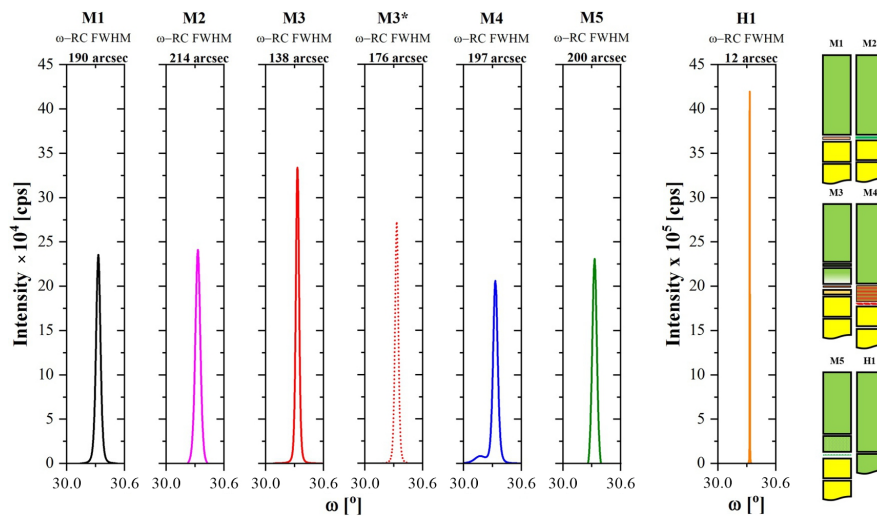 M1 M2 M3 M3* M4 M5 H1
ω−RC FWHM ω−RC FWHM ω−RC FWHM ω−RC FWHM ω−RC FWHM ω−RC FWHM ω−RC FWHM
190 arcsec 214 arcsec 138 arcsec 176 arcsec 197 arcsec 200 arcsec 12 arcsec
45 45
40 40
35 35
30 30
25 25
20 20
15 15
10 10
5 5
0 0
Intensity ×10⁴ [cps]
Intensity x 10⁵ [cps]
30.0 30.6 30.0 30.6 30.0 30.6 30.0 30.6 30.0 30.6 30.0 30.6 30.0 30.6
ω [º] ω [º]
M1 M2
M3 M4
M5 H1